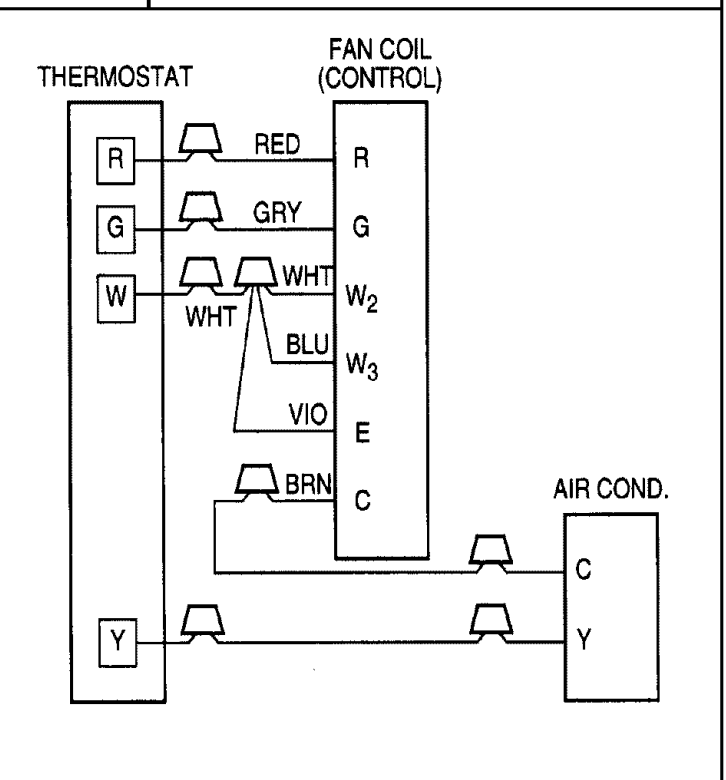 FAN COIL
(CONTROL)
THERMOSTAT
R RED R
G GRY G
W WHT WHT W2
BLU W3
VIO E
BRN C
AIR COND.
C
Y Y